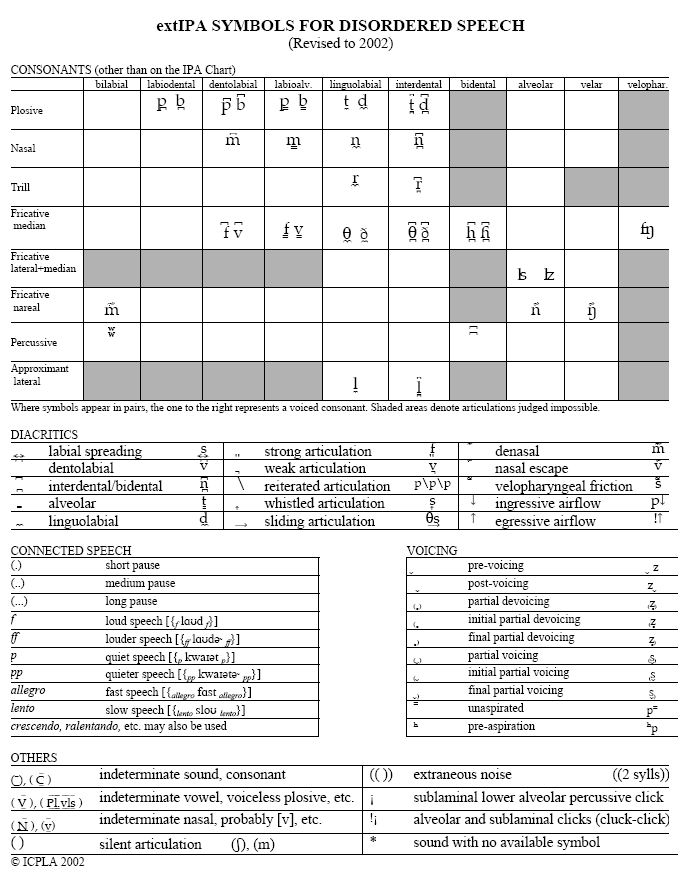 extIPA SYMBOLS FOR DISORDERED SPEECH
(Revised to 2002)
CONSONANTS (other than on the IPA Chart)
bilabial labiodental dentolabial labioalv. linguolabial interdental bidental alveolar velar velophar.
Plosive p̪ b̪ p͆ b͆ p͇ b͇ t̼ d̼ t̪͆ d̪͆
Nasal m͆ m͇ n̼ n̪͆
Trill r̼ r̪͆
Fricative
median f͆ v͆ f͇ v͇ θ̼ ð̼ θ̪͆ ð̪͆ h̪͆ ɦ̪͆ ʩ
Fricative
lateral+median ʪ ʫ
Fricative
nareal m͋ n͋ ŋ͋
Percussive ʬ ʭ
Approximant
lateral l̼ l̪͆
Where symbols appear in pairs, the one to the right represents a voiced consonant. Shaded areas denote articulations judged impossible.
DIACRITICS
͍ labial spreading s͍ ͈ strong articulation f͈ ͊ denasal m͊
͆ dentolabial v͆ ͉ weak articulation v͉ ͋ nasal escape v͋
̪͆ interdental/bidental n̪͆ \ reiterated articulation p\p\p ͌ velopharyngeal friction s͌
͇ alveolar t͇ ͎ whistled articulation s͎ ↓ ingressive airflow p↓
̼ linguolabial d̼ ͢ sliding articulation θ͢s ↑ egressive airflow !↑
CONNECTED SPEECH
(.) short pause
(..) medium pause
(...) long pause
f loud speech [{f laʊd f}]
ff louder speech [{ff laʊdɚ ff}]
p quiet speech [{p kwaɪət p}]
pp quieter speech [{pp kwaɪətɚ pp}]
allegro fast speech [{allegro fɑst allegro}]
lento slow speech [{lento sloʊ lento}]
crescendo, ralentando, etc. may also be used
VOICING
ˬ pre-voicing ˬz
ˬ post-voicing zˬ
(̥) partial devoicing z̥
(̥ initial partial devoicing z̥
̥) final partial devoicing z̥
(̬) partial voicing s̬
(̬ initial partial voicing s̬
̬) final partial voicing s̬
˭ unaspirated p˭
ʰ pre-aspiration ʰp
OTHERS
(¯), (C̄) indeterminate sound, consonant
(V̄), (Pl.vls) indeterminate vowel, voiceless plosive, etc.
(N̄), (v̄) indeterminate nasal, probably [v], etc.
( ) silent articulation (ʃ), (m)
(( )) extraneous noise ((2 sylls))
¡ sublaminal lower alveolar percussive click
!¡ alveolar and sublaminal clicks (cluck-click)
* sound with no available symbol
© ICPLA 2002